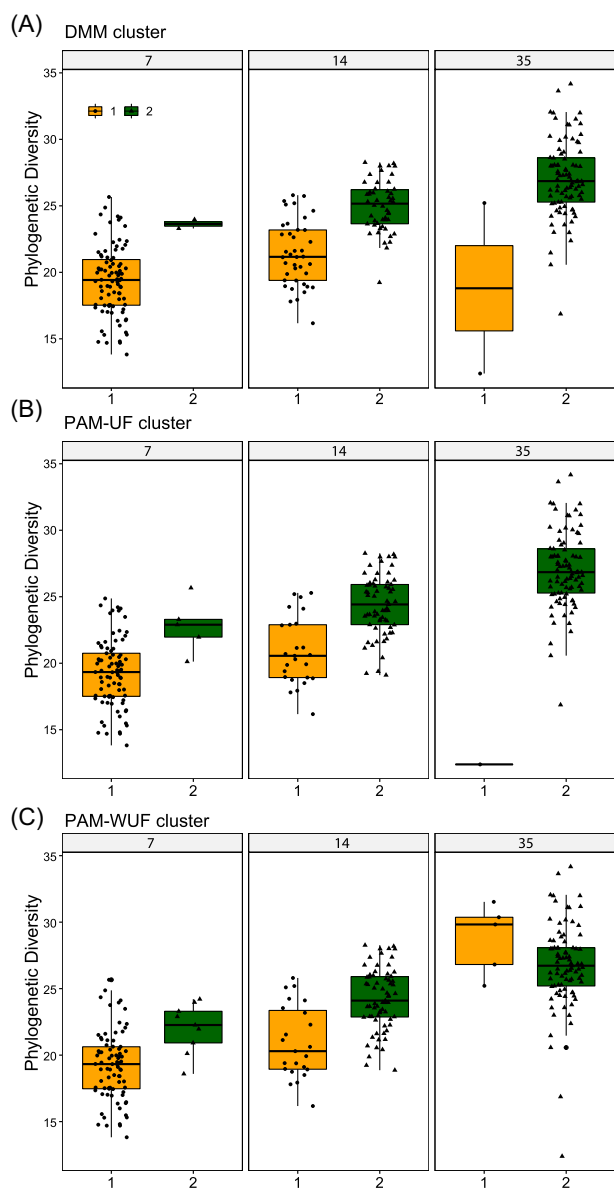 (A)
DMM cluster
7 14 35
Phylogenetic Diversity
35
30
25
20
15
1 2
1 2 1 2 1 2
(B)
PAM-UF cluster
7 14 35
Phylogenetic Diversity
35
30
25
20
15
1 2 1 2 1 2
(C)
PAM-WUF cluster
7 14 35
Phylogenetic Diversity
35
30
25
20
15
1 2 1 2 1 2